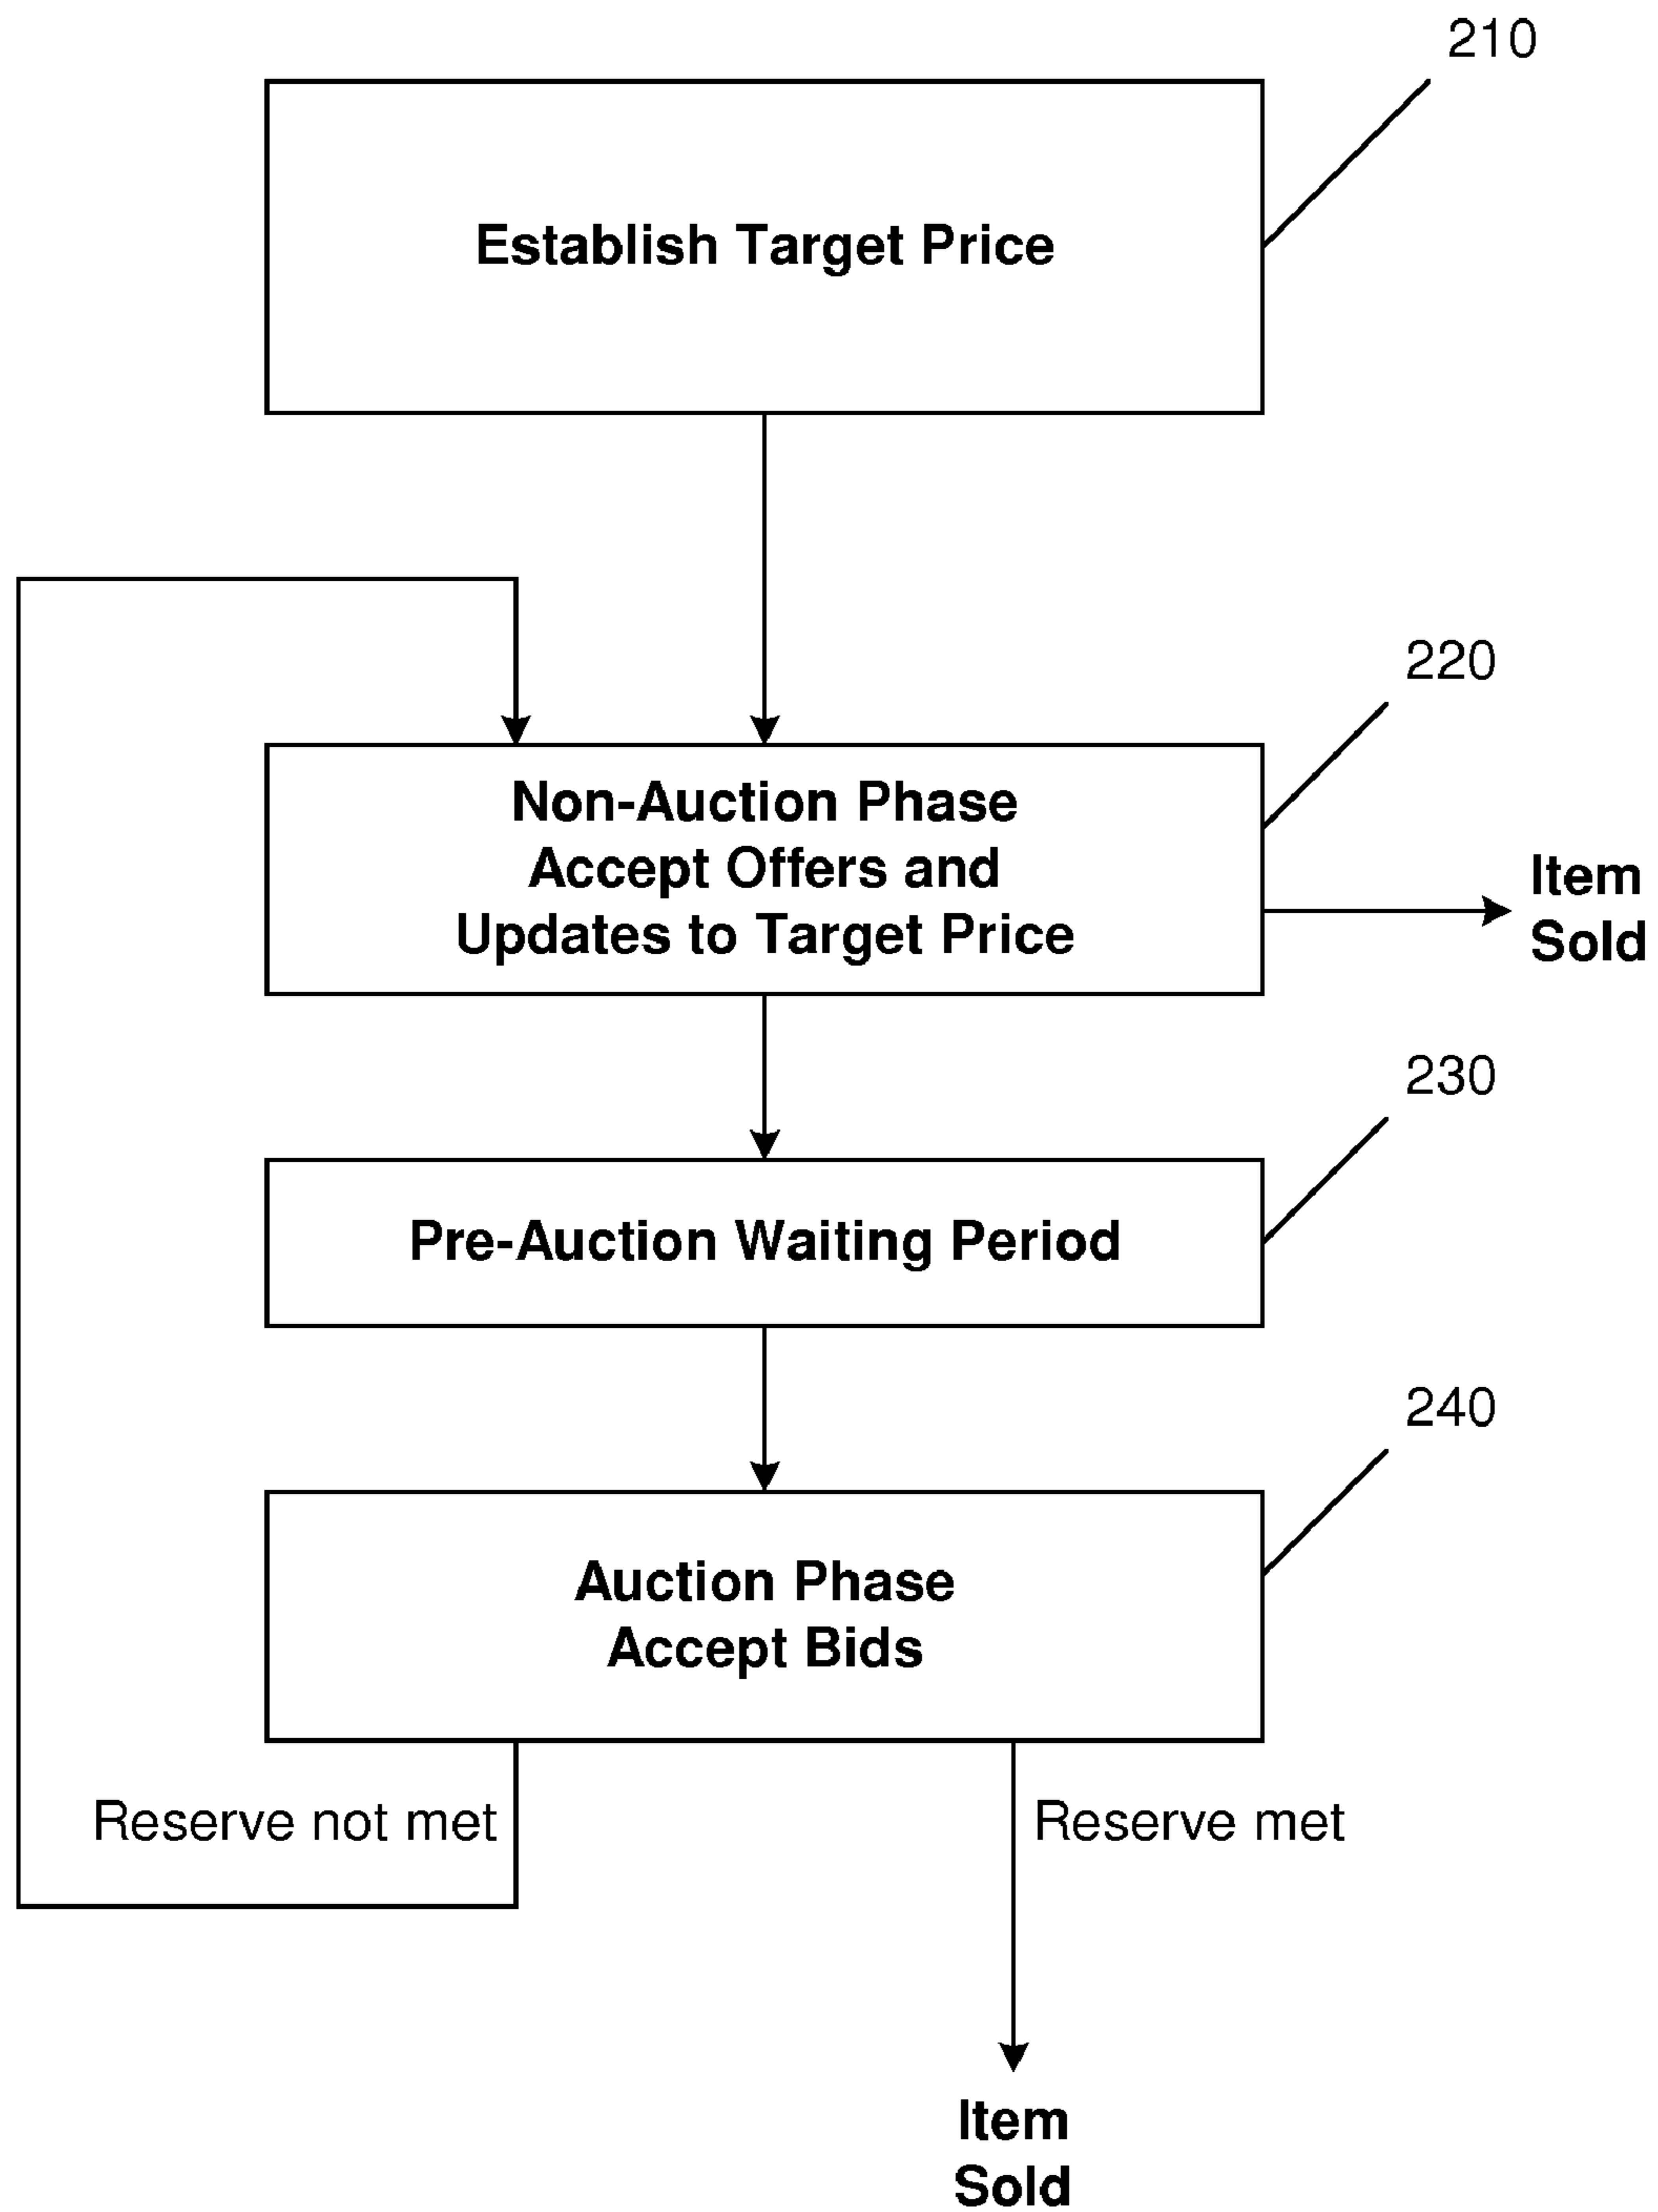 210
Establish Target Price
220
Non-Auction Phase
Accept Offers and
Updates to Target Price
Item
Sold
230
Pre-Auction Waiting Period
240
Auction Phase
Accept Bids
Reserve not met
Reserve met
Item
Sold